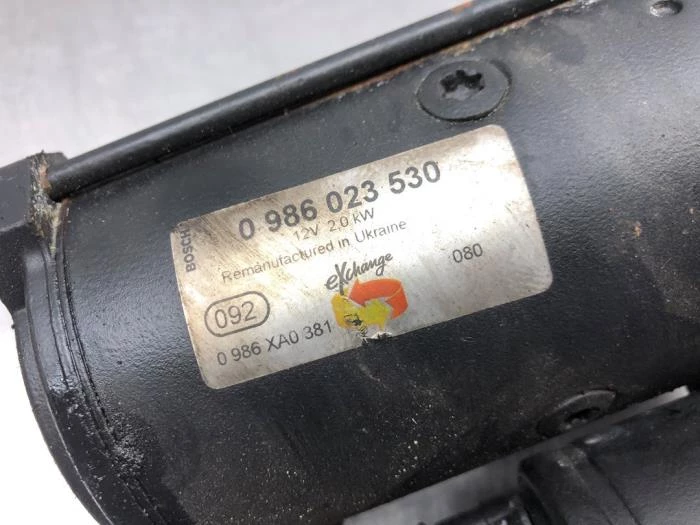 BOSCH
0 986 023 530
12V 2.0 kW
Remanufactured in Ukraine
eXchange
080
092
0 986 XA0 381